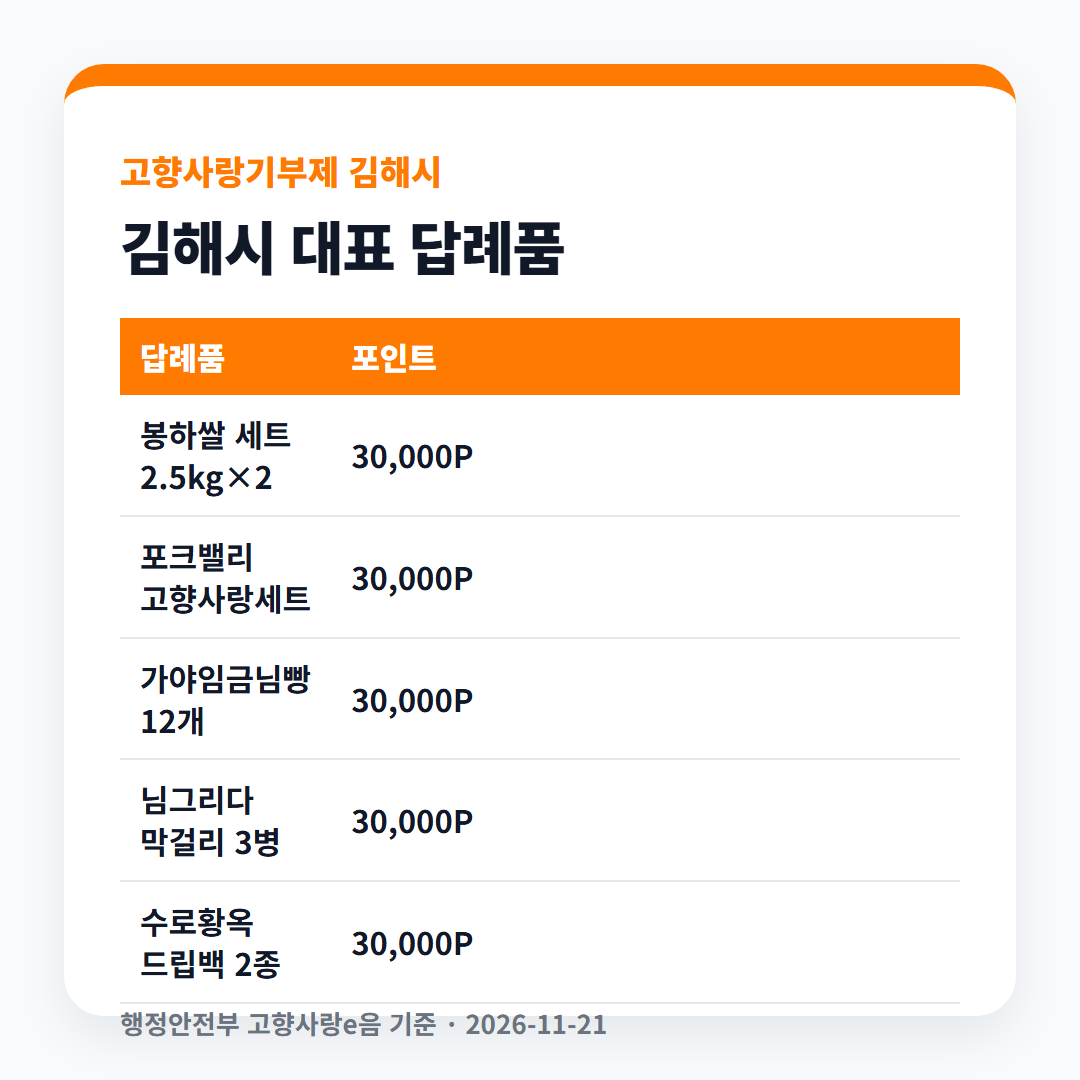 고향사랑기부제 김해시
김해시 대표 답례품
답례품 포인트
봉하쌀 세트
2.5kg×2
30,000P
포크밸리
고향사랑세트
30,000P
가야임금님빵
12개
30,000P
님그리다
막걸리 3병
30,000P
수로황옥
드립백 2종
30,000P
행정안전부 고향사랑e음 기준 · 2026-11-21